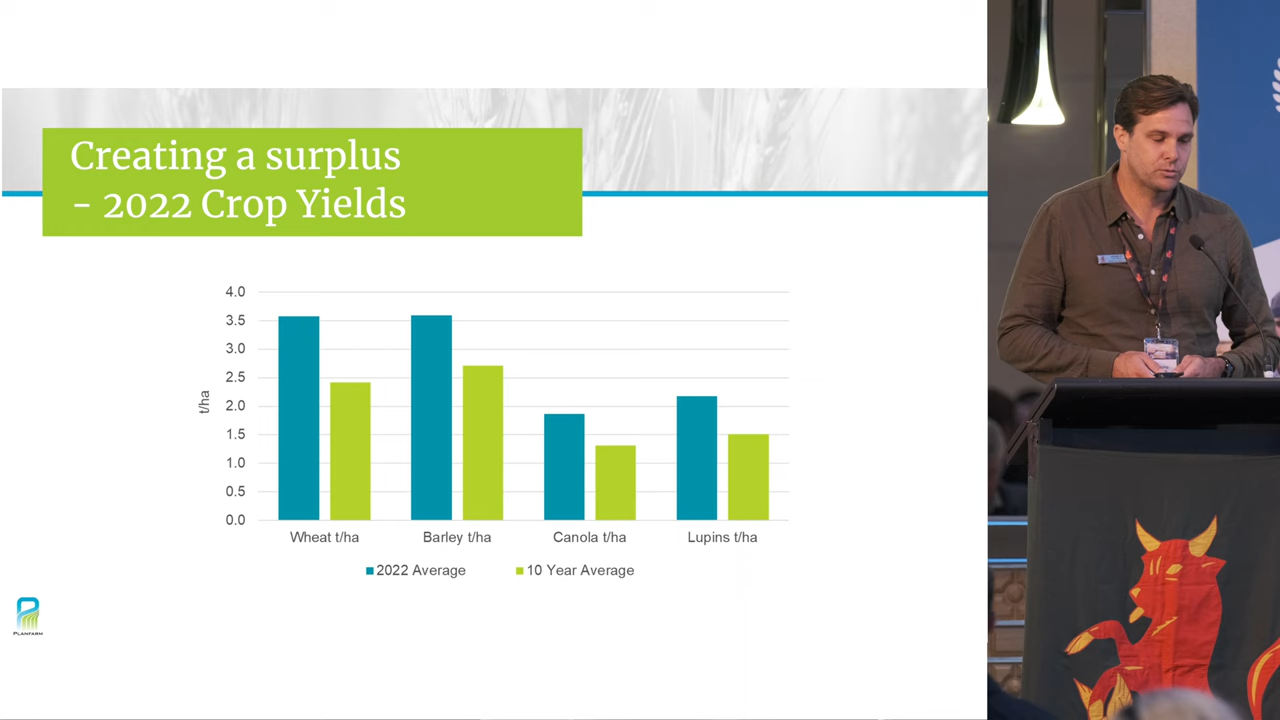 Creating a surplus
- 2022 Crop Yields
4.0
3.5
3.0
2.5
2.0
1.5
1.0
0.5
0.0
t/ha
Wheat t/ha
Barley t/ha
Canola t/ha
Lupins t/ha
2022 Average
10 Year Average
PLANFARM